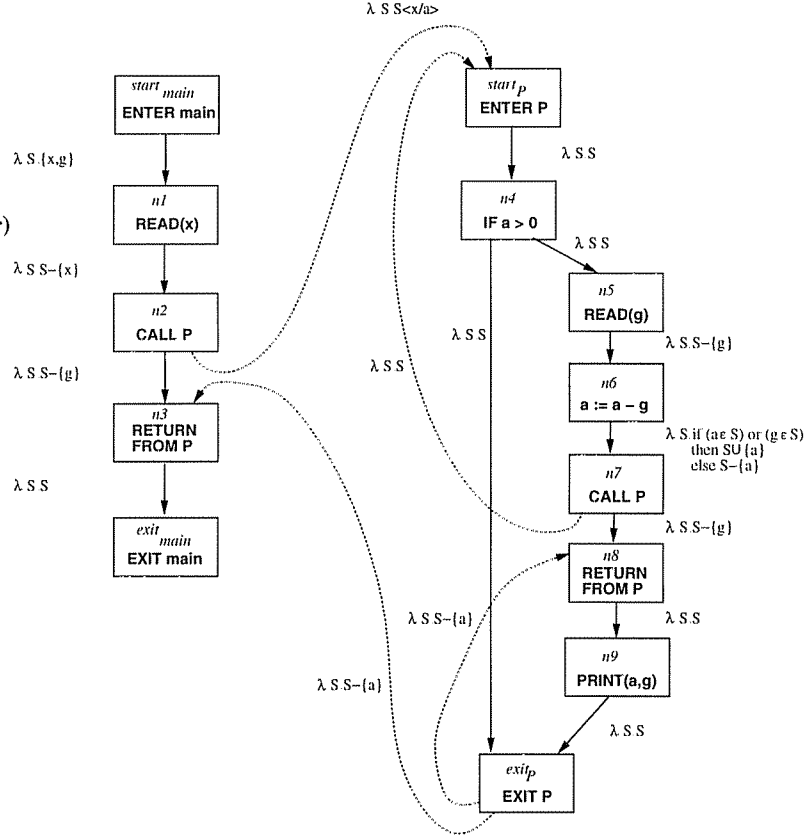 λ S S<x/a>
start main
ENTER main
λ S.{x,g}
n1
READ(x)
λ S S−{x}
n2
CALL P
λ S S−{g}
n3
RETURN
FROM P
λ S S
exit main
EXIT main
start P
ENTER P
λ S.S
n4
IF a > 0
λ S S
n5
READ(g)
λ S.S−{g}
n6
a := a − g
λ S.if (a ε S) or (g ε S)
then S∪{a}
else S−{a}
n7
CALL P
λ S.S−{g}
n8
RETURN
FROM P
λ S.S
n9
PRINT(a,g)
λ S.S
λ S S
λ S S
λ S S−{a}
λ S.S−{a}
exit P
EXIT P
)